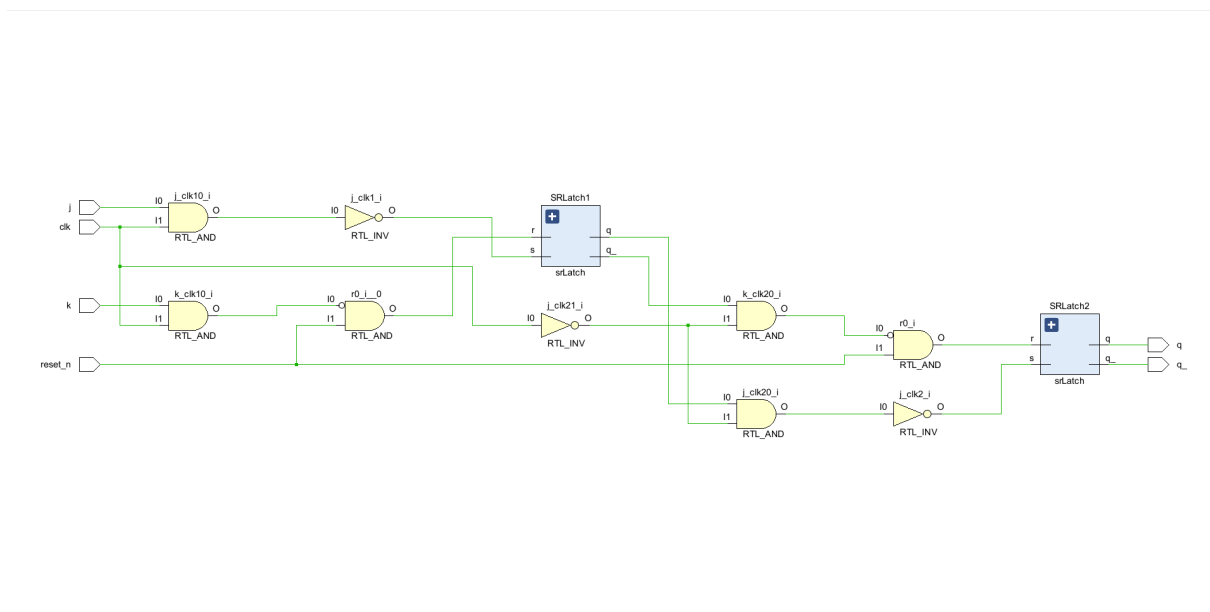 j
clk
k
reset_n
j_clk10_i
I0
I1
O
RTL_AND
j_clk1_i
I0
O
RTL_INV
k_clk10_i
I0
I1
O
RTL_AND
r0_i__0
I0
I1
O
RTL_AND
SRLatch1
r
s
q
q_
srLatch
j_clk21_i
I0
O
RTL_INV
k_clk20_i
I0
I1
O
RTL_AND
j_clk20_i
I0
I1
O
RTL_AND
r0_i
I0
I1
O
RTL_AND
j_clk2_i
I0
O
RTL_INV
SRLatch2
r
s
q
q_
srLatch
q
q_